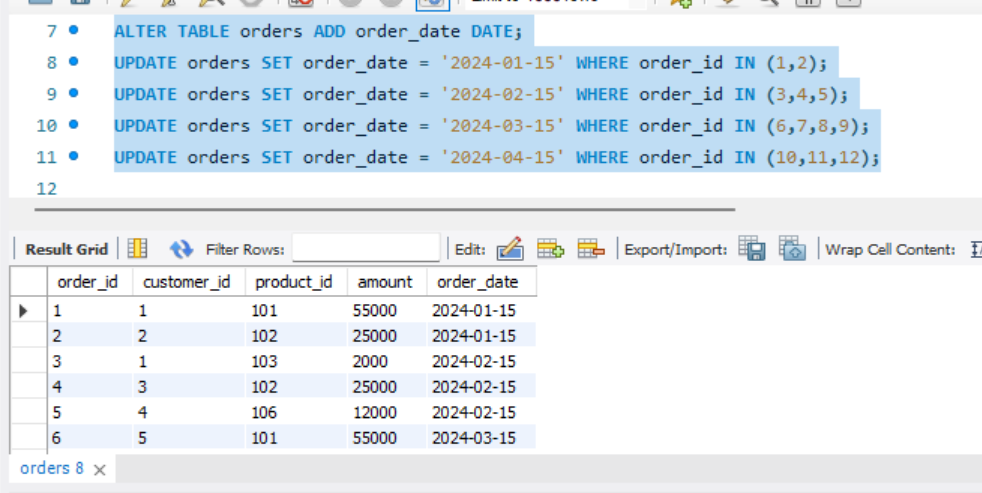 7 ALTER TABLE orders ADD order_date DATE;
8 UPDATE orders SET order_date = '2024-01-15' WHERE order_id IN (1,2);
9 UPDATE orders SET order_date = '2024-02-15' WHERE order_id IN (3,4,5);
10 UPDATE orders SET order_date = '2024-03-15' WHERE order_id IN (6,7,8,9);
11 UPDATE orders SET order_date = '2024-04-15' WHERE order_id IN (10,11,12);
12
Result Grid Filter Rows: Edit: Export/Import: Wrap Cell Content:
order_id customer_id product_id amount order_date
1 1 101 55000 2024-01-15
2 2 102 25000 2024-01-15
3 1 103 2000 2024-02-15
4 3 102 25000 2024-02-15
5 4 106 12000 2024-02-15
6 5 101 55000 2024-03-15
orders 8